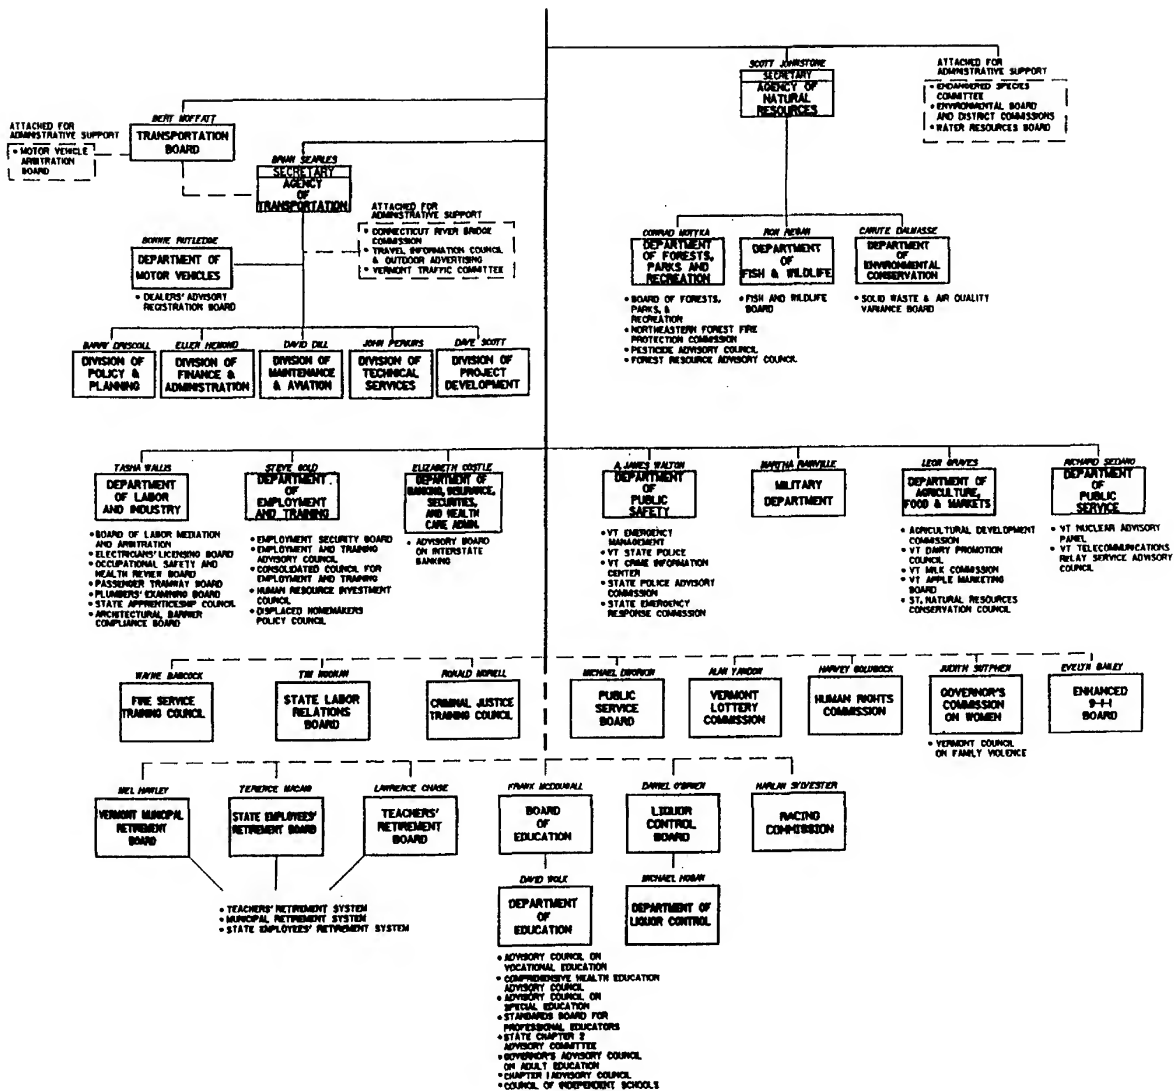 SCOTT JOHNSTONE
SECRETARY
AGENCY OF
NATURAL
RESOURCES
ATTACHED FOR
ADMINISTRATIVE SUPPORT
• ENDANGERED SPECIES
COMMITTEE
• ENVIRONMENTAL BOARD
AND DISTRICT COMMISSIONS
• WATER RESOURCES BOARD
ATTACHED FOR
ADMINISTRATIVE SUPPORT
• MOTOR VEHICLE
ARBITRATION
BOARD
BERT MOFFATT
TRANSPORTATION
BOARD
BRIAN SEARLES
SECRETARY
AGENCY
OF
TRANSPORTATION
ATTACHED FOR
ADMINISTRATIVE SUPPORT
• CONNECTICUT RIVER BRIDGE
COMMISSION
• TRAVEL INFORMATION COUNCIL
& OUTDOOR ADVERTISING
• VERMONT TRAFFIC COMMITTEE
BONNIE RUTLEDGE
DEPARTMENT OF
MOTOR VEHICLES
• DEALERS' ADVISORY
REGISTRATION BOARD
CONRAD MOTYKA
DEPARTMENT
OF FORESTS,
PARKS AND
RECREATION
• BOARD OF FORESTS,
PARKS, &
RECREATION
• NORTHEASTERN FOREST FIRE
PROTECTION COMMISSION
• PESTICIDE ADVISORY COUNCIL
• FOREST RESOURCE ADVISORY COUNCIL
RON REGAN
DEPARTMENT
OF
FISH & WILDLIFE
• FISH AND WILDLIFE
BOARD
CANUTE DALMASSE
DEPARTMENT
OF
ENVIRONMENTAL
CONSERVATION
• SOLID WASTE & AIR QUALITY
VARIANCE BOARD
BARRY DRISCOLL
DIVISION OF
POLICY &
PLANNING
DIVISION OF
FINANCE &
ADMINISTRATION
DAVID DILL
DIVISION OF
MAINTENANCE
& AVIATION
JOHN PERKINS
DIVISION OF
TECHNICAL
SERVICES
DAVE SCOTT
DIVISION OF
PROJECT
DEVELOPMENT
TASHA WALLIS
DEPARTMENT
OF LABOR
AND INDUSTRY
• BOARD OF LABOR MEDIATION
AND ARBITRATION
• ELECTRICIANS' LICENSING BOARD
• OCCUPATIONAL SAFETY AND
HEALTH REVIEW BOARD
• PASSENGER TRAMWAY BOARD
• PLUMBERS' EXAMINING BOARD
• STATE APPRENTICESHIP COUNCIL
• ARCHITECTURAL BARRIER
COMPLIANCE BOARD
STEVE GOLD
DEPARTMENT
OF
EMPLOYMENT
AND TRAINING
• EMPLOYMENT SECURITY BOARD
• EMPLOYMENT AND TRAINING
ADVISORY COUNCIL
• CONSOLIDATED COUNCIL FOR
EMPLOYMENT AND TRAINING
• HUMAN RESOURCE INVESTMENT
COUNCIL
• DISPLACED HOMEMAKERS
POLICY COUNCIL
ELIZABETH COSTLE
DEPARTMENT OF
BANKING, INSURANCE,
SECURITIES,
AND HEALTH
CARE ADMIN.
• ADVISORY BOARD
ON INTERSTATE
BANKING
A. JAMES WALTON
DEPARTMENT
OF
PUBLIC
SAFETY
• VT EMERGENCY
MANAGEMENT
• VT STATE POLICE
• VT CRIME INFORMATION
CENTER
• STATE POLICE ADVISORY
COMMISSION
• STATE EMERGENCY
RESPONSE COMMISSION
MARTHA RAINVILLE
MILITARY
DEPARTMENT
LEON GRAVES
DEPARTMENT OF
AGRICULTURE,
FOOD & MARKETS
• AGRICULTURAL DEVELOPMENT
COMMISSION
• VT DAIRY PROMOTION
COUNCIL
• VT MILK COMMISSION
• VT APPLE MARKETING
BOARD
• ST. NATURAL RESOURCES
CONSERVATION COUNCIL
RICHARD SEDANO
DEPARTMENT
OF
PUBLIC
SERVICE
• VT NUCLEAR ADVISORY
PANEL
• VT TELECOMMUNICATIONS
RELAY SERVICE ADVISORY
COUNCIL
WAYNE BABCOCK
FIRE SERVICE
TRAINING COUNCIL
TIM NOONAN
STATE LABOR
RELATIONS
BOARD
RONALD MORELL
CRIMINAL JUSTICE
TRAINING COUNCIL
MICHAEL DWORKIN
PUBLIC
SERVICE
BOARD
ALAN YANDOW
VERMONT
LOTTERY
COMMISSION
HARVEY GOLUBOCK
HUMAN RIGHTS
COMMISSION
JUDITH SUTPHEN
GOVERNOR'S
COMMISSION
ON WOMEN
• VERMONT COUNCIL
ON FAMILY VIOLENCE
EVELYN BAILEY
ENHANCED
9-1-1
BOARD
MEL HAWLEY
VERMONT MUNICIPAL
RETIREMENT
BOARD
TERENCE MACAIG
STATE EMPLOYEES'
RETIREMENT BOARD
LAWRENCE CHASE
TEACHERS'
RETIREMENT
BOARD
• TEACHERS' RETIREMENT SYSTEM
• MUNICIPAL RETIREMENT SYSTEM
• STATE EMPLOYEES' RETIREMENT SYSTEM
FRANK MCDOUGALL
BOARD
OF
EDUCATION
DANIEL O'BRIEN
LIQUOR
CONTROL
BOARD
HARLAN SYLVESTER
RACING
COMMISSION
DAVID WOLK
DEPARTMENT
OF
EDUCATION
MICHAEL HOGAN
DEPARTMENT OF
LIQUOR CONTROL
• ADVISORY COUNCIL ON
VOCATIONAL EDUCATION
• COMPREHENSIVE HEALTH EDUCATION
ADVISORY COUNCIL
• ADVISORY COUNCIL ON
SPECIAL EDUCATION
• STANDARDS BOARD FOR
PROFESSIONAL EDUCATORS
• STATE CHAPTER 2
ADVISORY COMMITTEE
• GOVERNOR'S ADVISORY COUNCIL
ON ADULT EDUCATION
• CHAPTER I ADVISORY COUNCIL
• COUNCIL OF INDEPENDENT SCHOOLS